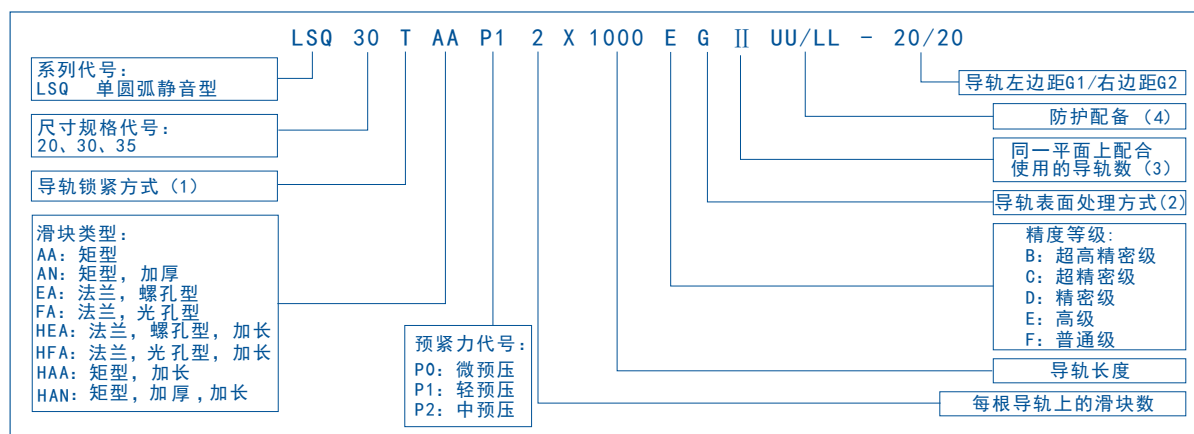 LSQ 30 T AA P1 2 X 1000 E G II UU/LL - 20/20
系列代号:
LSQ 单圆弧静音型
尺寸规格代号:
20、30、35
导轨锁紧方式(1)
滑块类型:
AA: 矩型
AN: 矩型, 加厚
EA: 法兰, 螺孔型
FA: 法兰, 光孔型
HEA: 法兰, 螺孔型, 加长
HFA: 法兰, 光孔型, 加长
HAA: 矩型, 加长
HAN: 矩型, 加厚, 加长
预紧力代号:
P0: 微预压
P1: 轻预压
P2: 中预压
导轨左边距G1/右边距G2
防护配备(4)
同一平面上配合
使用的导轨数(3)
导轨表面处理方式(2)
精度等级:
B: 超高精密级
C: 超精密级
D: 精密级
E: 高级
F: 普通级
导轨长度
每根导轨上的滑块数